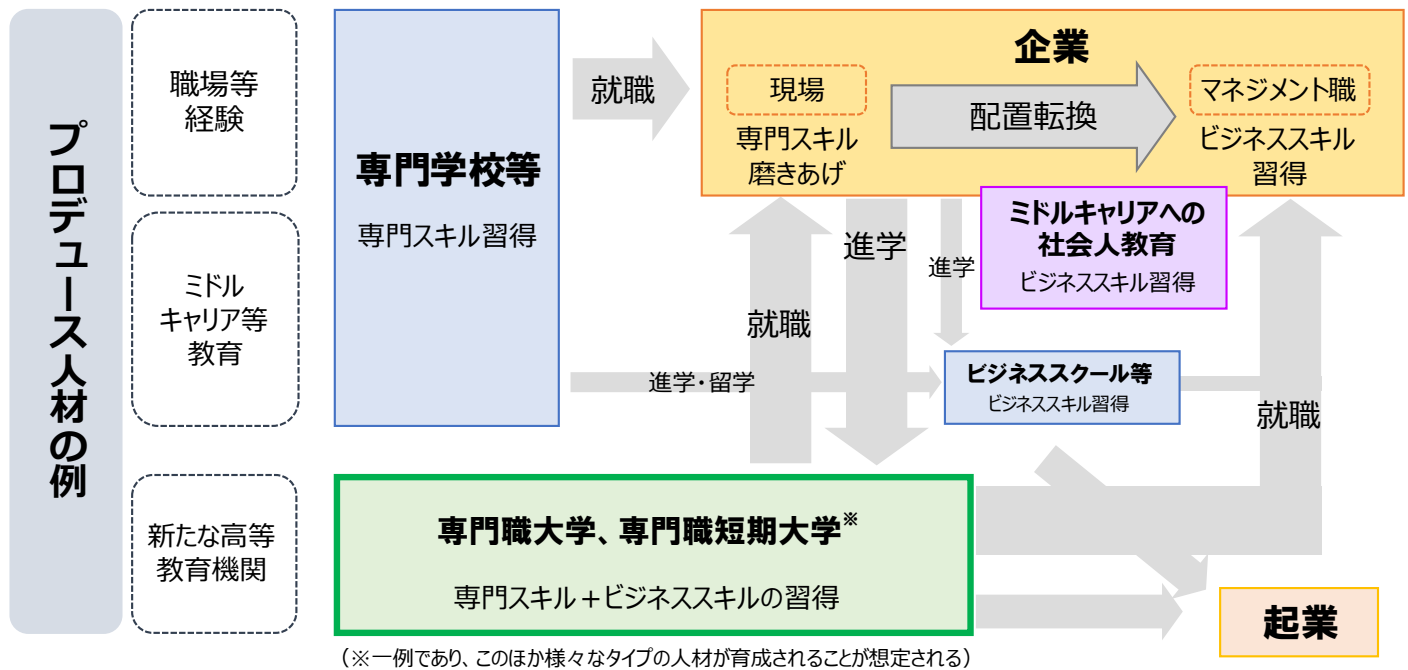 プロデュース人材の例
職場等
経験
ミドル
キャリア等
教育
新たな高等
教育機関
専門学校等
専門スキル習得
就職
企業
現場
専門スキル
磨きあげ
配置転換
マネジメント職
ビジネススキル
習得
ミドルキャリアへの
社会人教育
ビジネススキル習得
就職
進学
進学
進学・留学
ビジネススクール等
ビジネススキル習得
就職
専門職大学、専門職短期大学※
専門スキル＋ビジネススキルの習得
起業
（※一例であり、このほか様々なタイプの人材が育成されることが想定される）